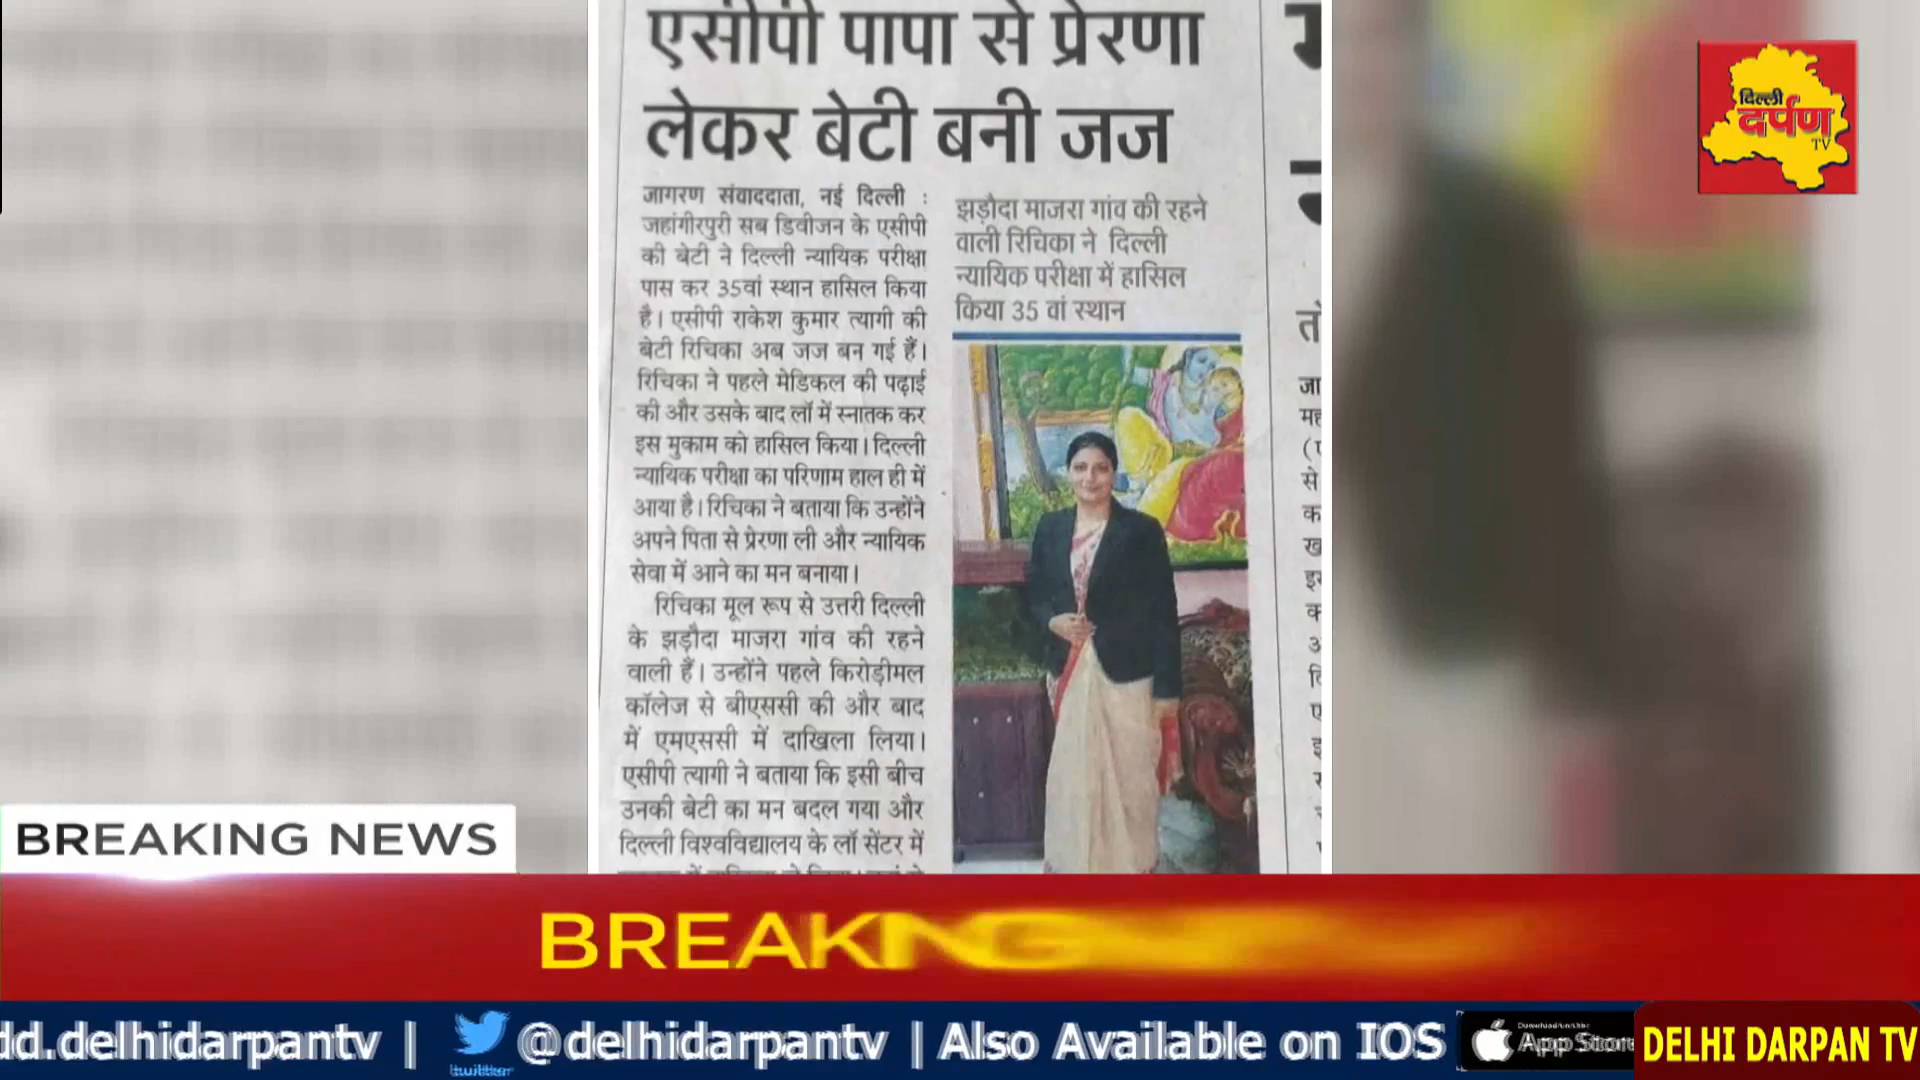 एसीपी पापा से प्रेरणा
लेकर बेटी बनी जज
जागरण संवाददाता, नई दिल्ली :
जहांगीरपुरी सब डिवीजन के एसीपी
की बेटी ने दिल्ली न्यायिक परीक्षा
पास कर 35वां स्थान हासिल किया
है। एसीपी राकेश कुमार त्यागी की
बेटी रिचिका अब जज बन गई हैं।
रिचिका ने पहले मेडिकल की पढ़ाई
की और उसके बाद लॉ में स्नातक कर
इस मुकाम को हासिल किया। दिल्ली
न्यायिक परीक्षा का परिणाम हाल ही में
आया है। रिचिका ने बताया कि उन्होंने
अपने पिता से प्रेरणा ली और न्यायिक
सेवा में आने का मन बनाया।
रिचिका मूल रूप से उत्तरी दिल्ली
के झड़ौदा माजरा गांव की रहने
वाली हैं। उन्होंने पहले किरोड़ीमल
कॉलेज से बीएससी की और बाद
में एमएससी में दाखिला लिया।
एसीपी त्यागी ने बताया कि इसी बीच
उनकी बेटी का मन बदल गया और
दिल्ली विश्वविद्यालय के लॉ सेंटर में
झड़ौदा माजरा गांव की रहने
वाली रिचिका ने दिल्ली
न्यायिक परीक्षा में हासिल
किया 35 वां स्थान
दिल्ली
दर्पण
TV
BREAKING NEWS
BREAKING
dd.delhidarpantv | twitter @delhidarpantv | Also Available on IOS App Store
DELHI DARPAN TV